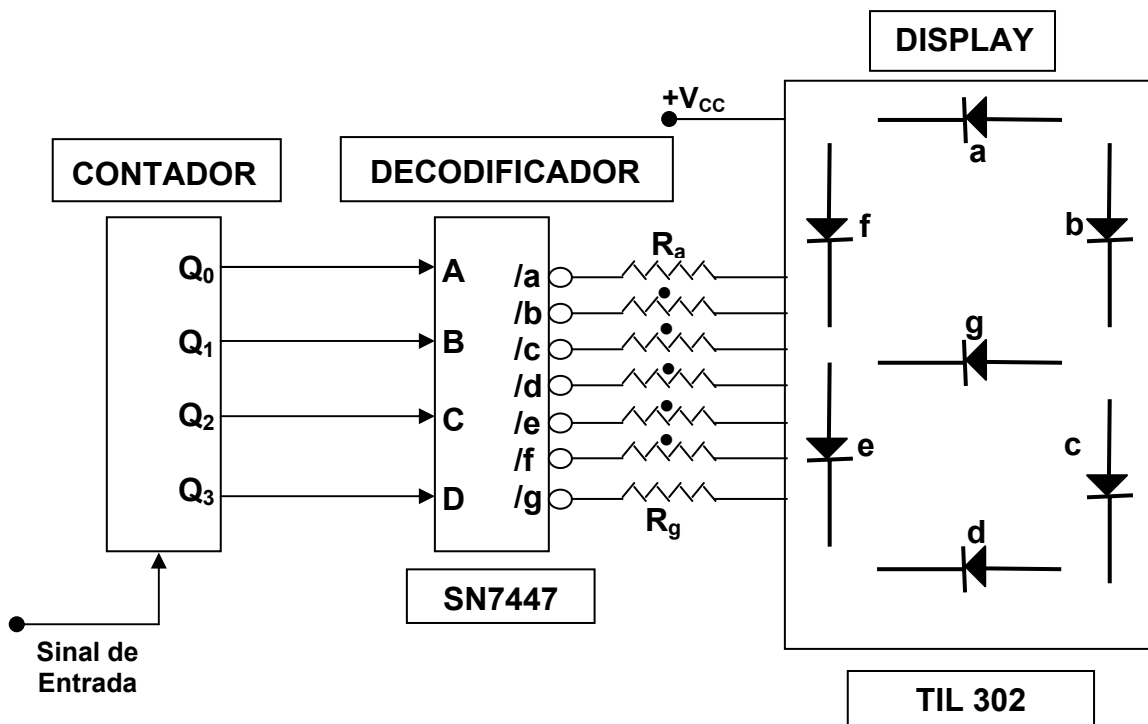 DISPLAY
+VCC
CONTADOR
DECODIFICADOR
a
f
b
Ra
Q0
A
/a
/b
Q1
B
/c
g
/d
Q2
C
/e
e
c
/f
Q3
D
/g
Rg
d
SN7447
Sinal de
Entrada
TIL 302